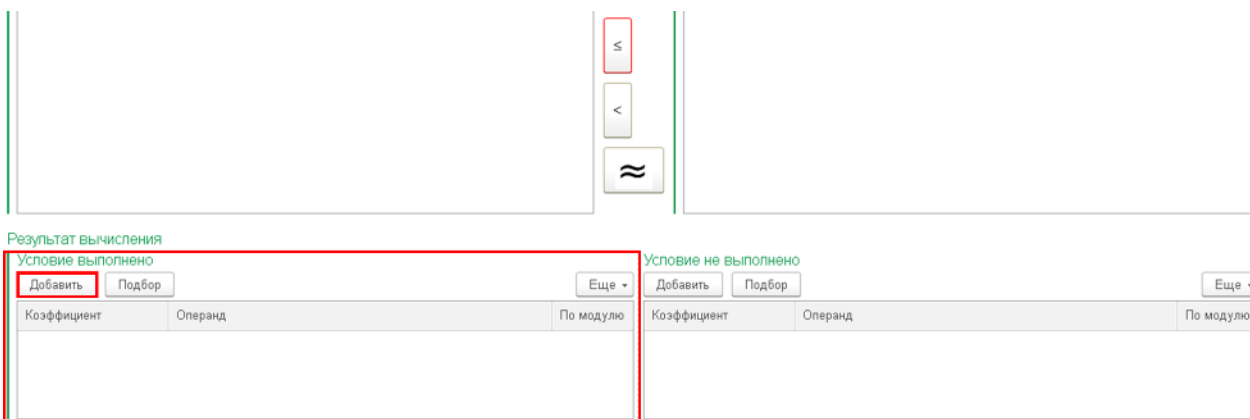 ≤
<
≈
Результат вычисления
Условие выполнено
Добавить Подбор Еще
Коэффициент Операнд По модулю
Условие не выполнено
Добавить Подбор Еще
Коэффициент Операнд По модулю